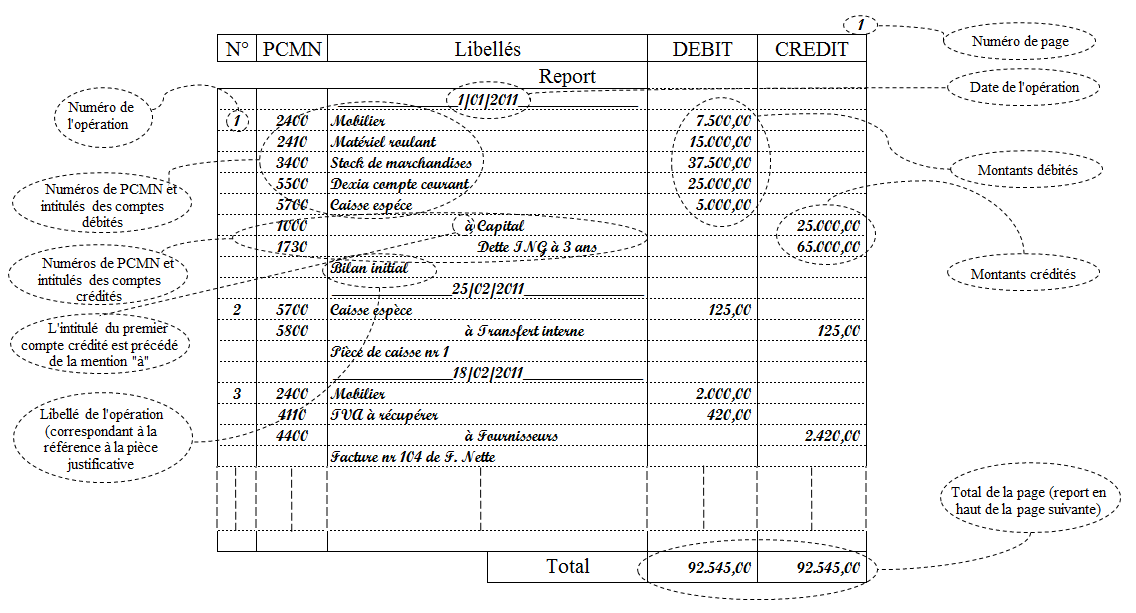 1
Numéro de page
N° PCMN Libellés DEBIT CREDIT
Report
1/01/2011
Date de l'opération
Numéro de
l'opération
1 2400 Mobilier 7.500,00
2410 Matériel roulant 15.000,00
3400 Stock de marchandises 37.500,00
Montants débités
5500 Dexia compte courant 25.000,00
Numéros de PCMN et
intitulés des comptes
débités
5700 Caisse espéce 5.000,00
1000 à Capital 25.000,00
1730 Dette ING à 3 ans 65.000,00
Numéros de PCMN et
intitulés des comptes
crédités
Bilan initial
Montants crédités
25/02/2011
2 5700 Caisse espèce 125,00
5800 à Transfert interne 125,00
L'intitulé du premier
compte crédité est précédé
de la mention "à"
Pièce de caisse nr 1
18/02/2011
3 2400 Mobilier 2.000,00
4110 TVA à récupérer 420,00
4400 à Fournisseurs 2.420,00
Libellé de l'opération
(correspondant à la
référence à la pièce
justificative
Facture nr 104 de F. Nette
Total de la page (report en
haut de la page suivante)
Total 92.545,00 92.545,00